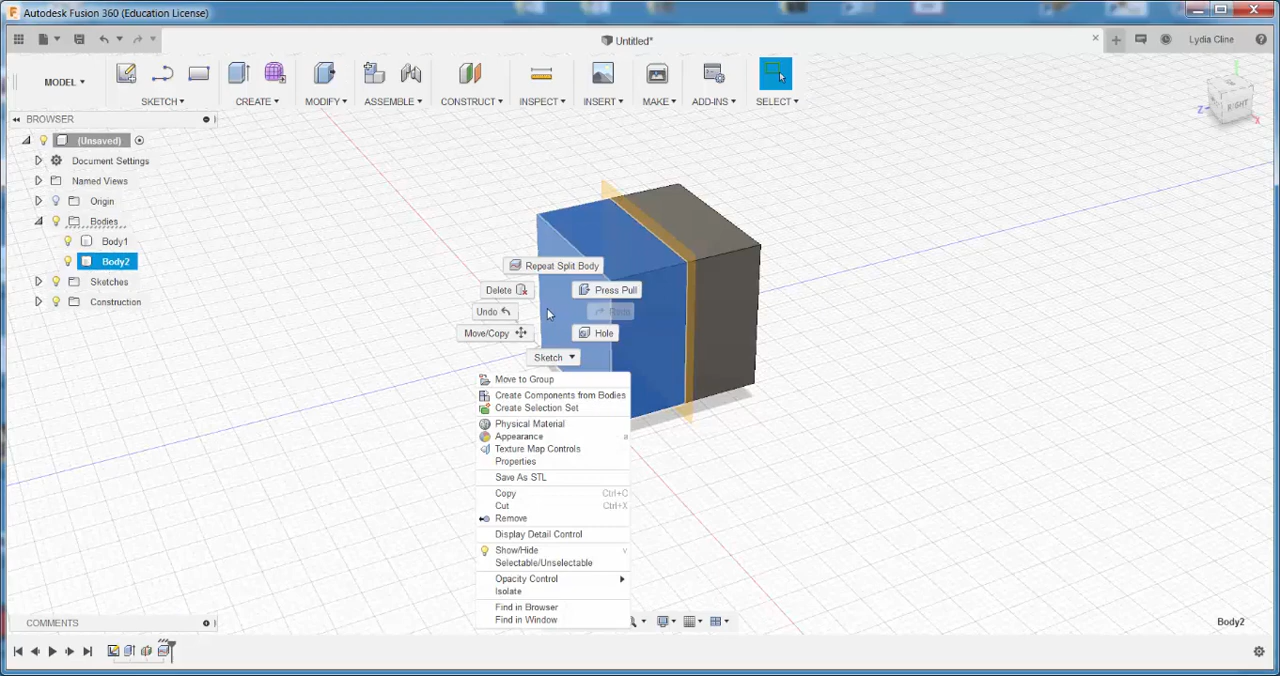 Autodesk Fusion 360 (Education License)
Untitled*
Lydia Cline
MODEL
SKETCH
CREATE
MODIFY
ASSEMBLE
CONSTRUCT
INSPECT
INSERT
MAKE
ADD-INS
SELECT
BROWSER
(Unsaved)
Document Settings
Named Views
Origin
Bodies
Body1
Body2
Sketches
Construction
RIGHT
Z
X
Repeat Split Body
Delete
Press Pull
Undo
Redo
Move/Copy
Hole
Sketch
Move to Group
Create Components from Bodies
Create Selection Set
Physical Material
Appearance a
Texture Map Controls
Properties
Save As STL
Copy Ctrl+C
Cut Ctrl+X
Remove
Display Detail Control
Show/Hide v
Selectable/Unselectable
Opacity Control
Isolate
Find in Browser
Find in Window
COMMENTS
Body2